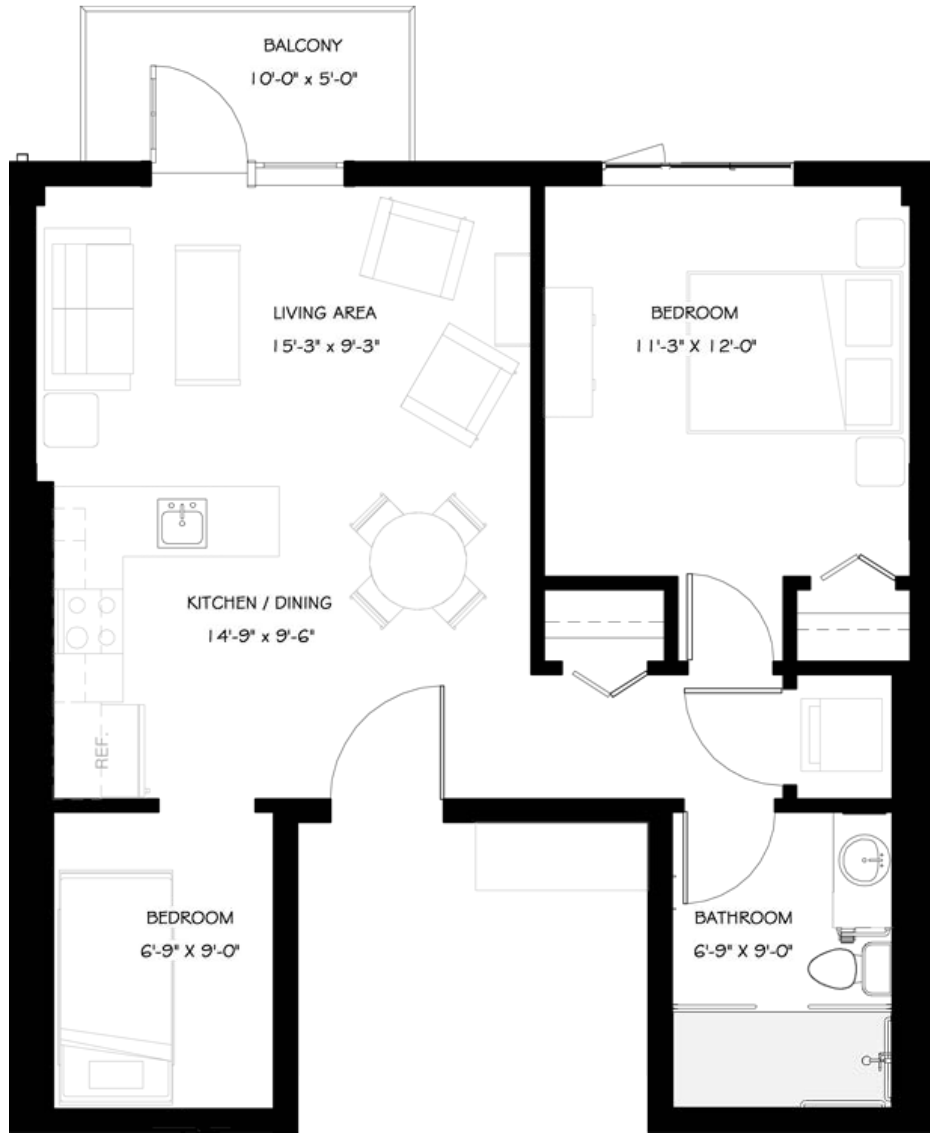 BALCONY
10'-0" x 5'-0"
LIVING AREA
15'-3" x 9'-3"
BEDROOM
11'-3" X 12'-0"
KITCHEN / DINING
14'-9" x 9'-6"
REF.
BEDROOM
6'-9" X 9'-0"
BATHROOM
6'-9" X 9'-0"